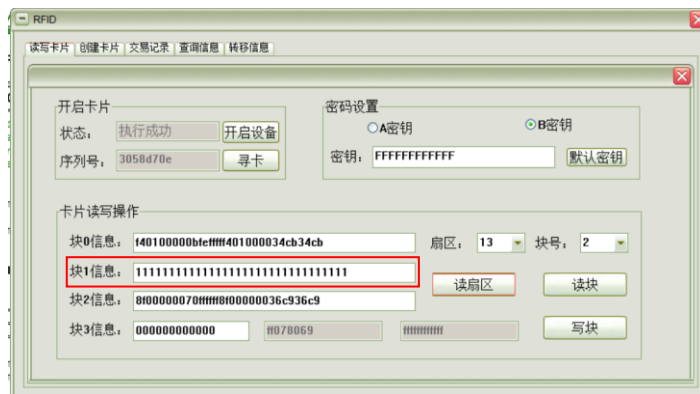 RFID
读写卡片 创建卡片 交易记录 查询信息 转移信息
开启卡片
状态: 执行成功 开启设备
序列号: 3058d70e 寻卡
密码设置
A密钥 B密钥
密钥: FFFFFFFFFFFF 默认密钥
卡片读写操作
块0信息: f40100000bfefffff401000034cb34cb 扇区: 13 块号: 2
块1信息: 11111111111111111111111111111111 读扇区 读块
块2信息: 8f00000070ffffff8f00000036c936c9
块3信息: 000000000000 ff078069 ffffffffffff 写块